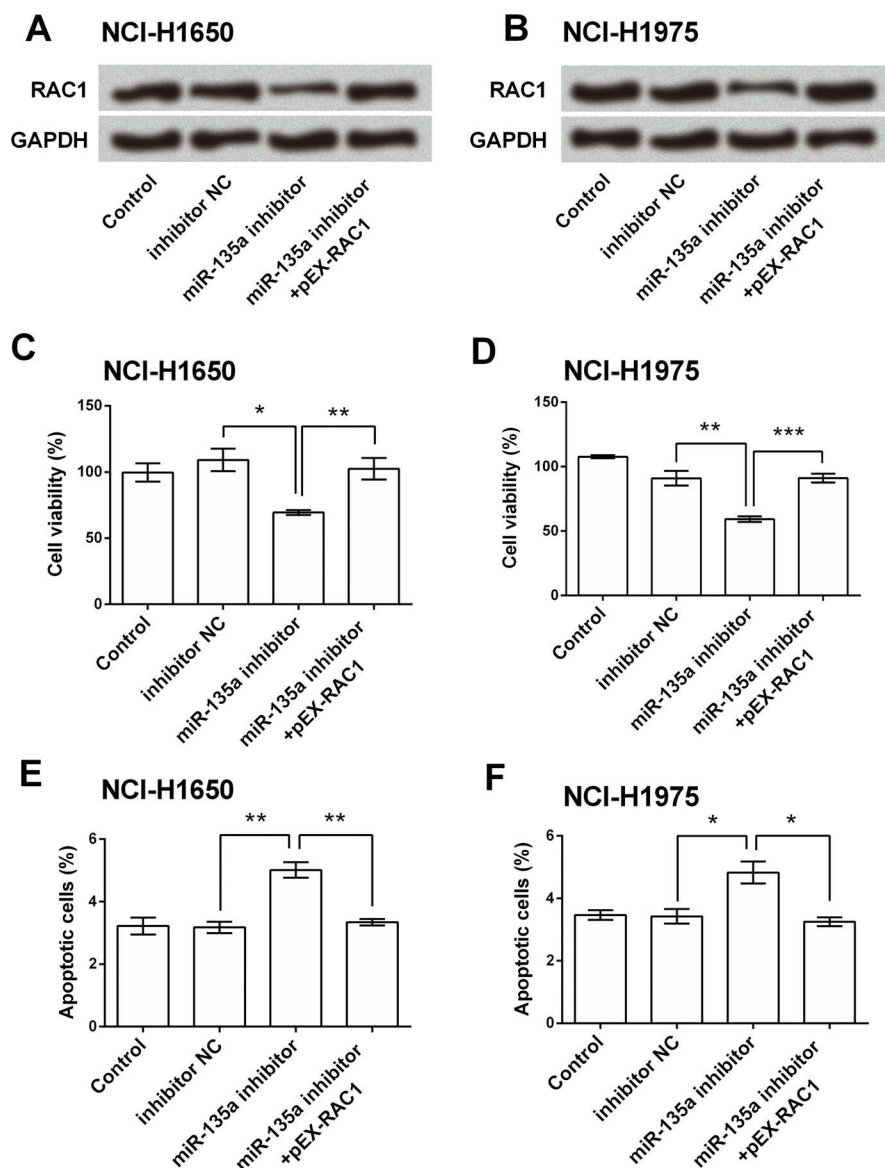 A NCI-H1650
RAC1
GAPDH
Control
inhibitor NC
miR-135a inhibitor
miR-135a inhibitor
+pEX-RAC1
B NCI-H1975
RAC1
GAPDH
Control
inhibitor NC
miR-135a inhibitor
miR-135a inhibitor
+pEX-RAC1
C NCI-H1650
Cell viability (%)
150
100
50
0
* **
Control
inhibitor NC
miR-135a inhibitor
miR-135a inhibitor
+pEX-RAC1
D NCI-H1975
Cell viability (%)
150
100
50
0
** ***
Control
inhibitor NC
miR-135a inhibitor
miR-135a inhibitor
+pEX-RAC1
E NCI-H1650
Apoptotic cells (%)
6
4
2
0
** **
Control
inhibitor NC
miR-135a inhibitor
miR-135a inhibitor
+pEX-RAC1
F NCI-H1975
Apoptotic cells (%)
6
4
2
0
* *
Control
inhibitor NC
miR-135a inhibitor
miR-135a inhibitor
+pEX-RAC1